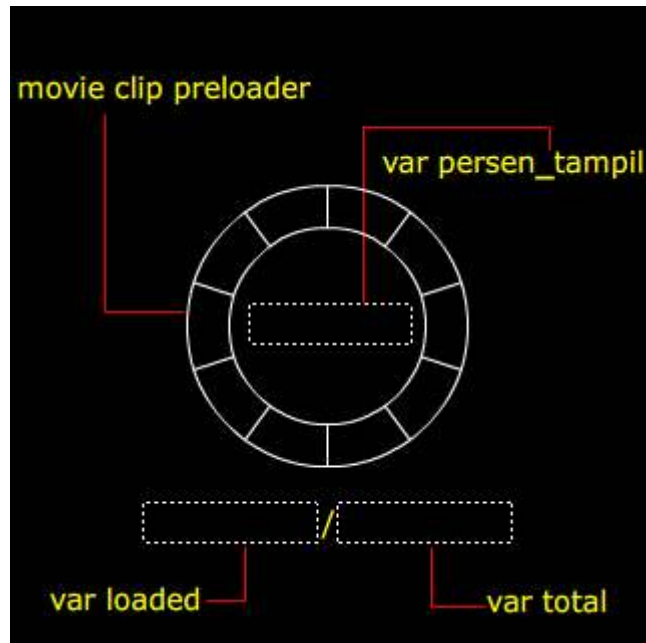 movie clip preloader
var persen_tampil
/
var loaded
var total